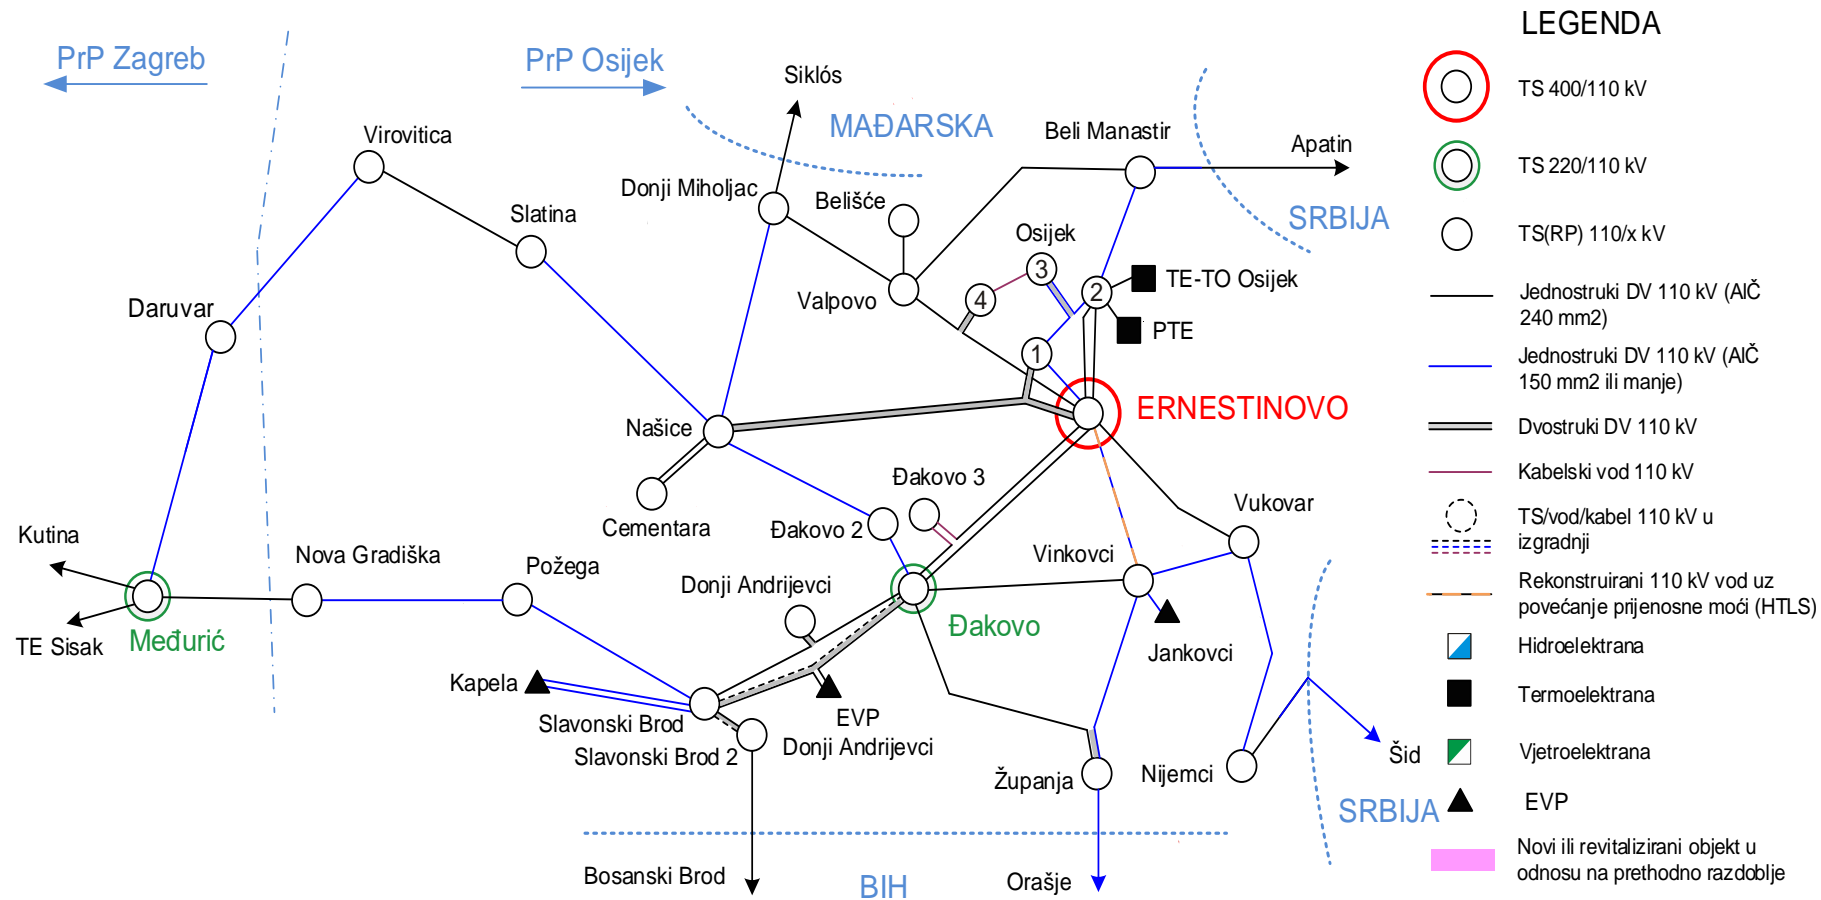 LEGENDA
PrP Zagreb
PrP Osijek
Siklós
MAĐARSKA
Beli Manastir
Apatin
Virovitica
Donji Miholjac
Belišće
Slatina
Osijek
SRBIJA
3
4
2
1
TE-TO Osijek
PTE
Valpovo
Daruvar
ERNESTINOVO
Našice
Đakovo 3
Cementara
Đakovo 2
Vukovar
Vinkovci
Kutina
Nova Gradiška
Požega
Donji Andrijevci
TE Sisak
Međurić
Đakovo
Jankovci
Kapela
Slavonski Brod
Slavonski Brod 2
EVP
Donji Andrijevci
Županja
Nijemci
Šid
SRBIJA
Bosanski Brod
BIH
Orašje
TS 400/110 kV
TS 220/110 kV
TS(RP) 110/x kV
Jednostruki DV 110 kV (AlČ
240 mm2)
Jednostruki DV 110 kV (AlČ
150 mm2 ili manje)
Dvostruki DV 110 kV
Kabelski vod 110 kV
TS/vod/kabel 110 kV u
izgradnji
Rekonstruirani 110 kV vod uz
povećanje prijenosne moći (HTLS)
Hidroelektrana
Termoelektrana
Vjetroelektrana
EVP
Novi ili revitalizirani objekt u
odnosu na prethodno razdoblje